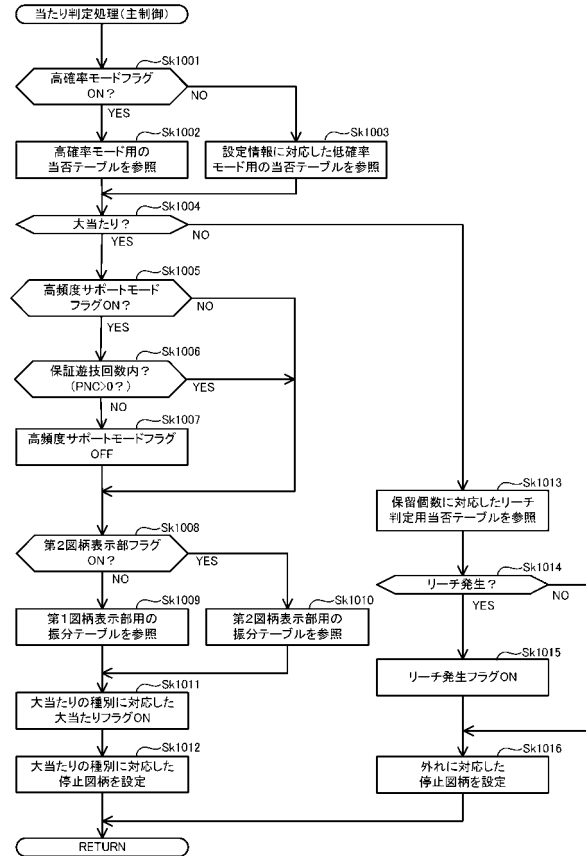 当たり判定処理(主制御)
Sk1001
高確率モードフラグ
ON？
YES
NO
Sk1002
高確率モード用の
当否テーブルを参照
Sk1003
設定情報に対応した低確率
モード用の当否テーブルを参照
Sk1004
大当たり？
YES
NO
Sk1005
高頻度サポートモード
フラグON？
YES
NO
Sk1006
保証遊技回数内？
(PNC>0？)
YES
NO
Sk1007
高頻度サポートモードフラグ
OFF
Sk1008
第2図柄表示部フラグ
ON？
YES
NO
Sk1009
第1図柄表示部用の
振分テーブルを参照
Sk1010
第2図柄表示部用の
振分テーブルを参照
Sk1011
大当たりの種別に対応した
大当たりフラグON
Sk1012
大当たりの種別に対応した
停止図柄を設定
Sk1013
保留個数に対応したリーチ
判定用当否テーブルを参照
Sk1014
リーチ発生？
YES
NO
Sk1015
リーチ発生フラグON
Sk1016
外れに対応した
停止図柄を設定
RETURN